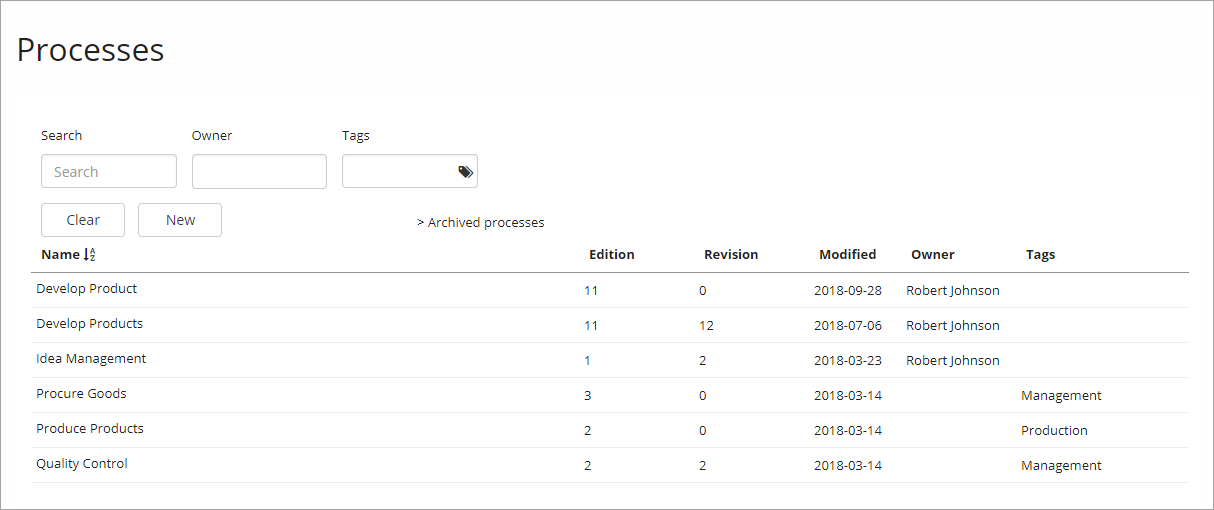 Processes
Search Owner Tags
Search
Clear New > Archived processes
Name Edition Revision Modified Owner Tags
Develop Product 11 0 2018-09-28 Robert Johnson
Develop Products 11 12 2018-07-06 Robert Johnson
Idea Management 1 2 2018-03-23 Robert Johnson
Procure Goods 3 0 2018-03-14 Management
Produce Products 2 0 2018-03-14 Production
Quality Control 2 2 2018-03-14 Management